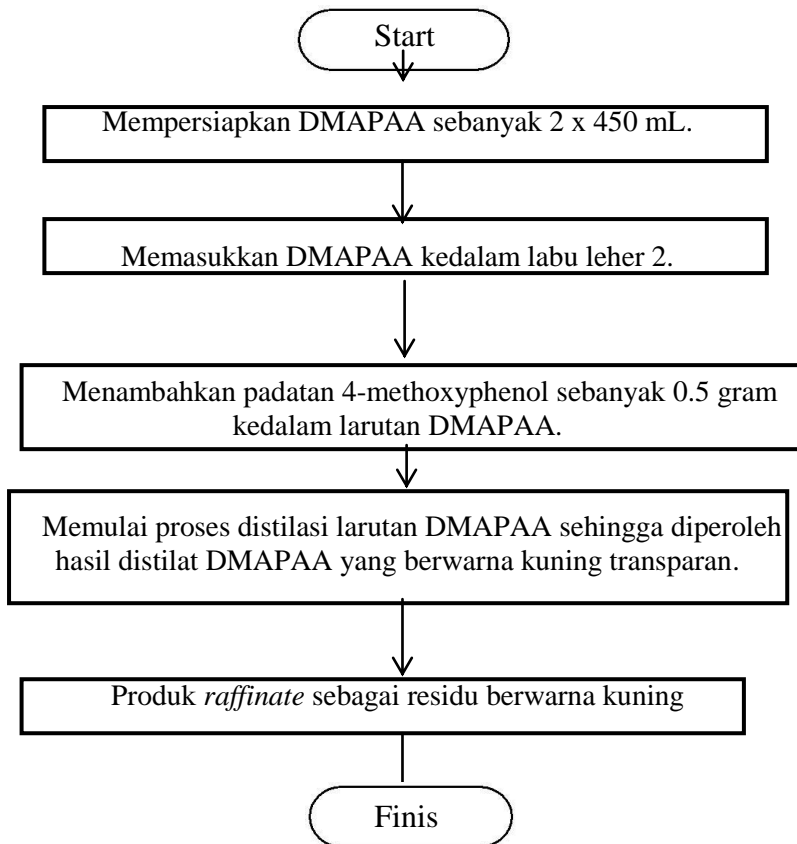 Start
Mempersiapkan DMAPAA sebanyak 2 x 450 mL.
Memasukkan DMAPAA kedalam labu leher 2.
Menambahkan padatan 4-methoxyphenol sebanyak 0.5 gram
kedalam larutan DMAPAA.
Memulai proses distilasi larutan DMAPAA sehingga diperoleh
hasil distilat DMAPAA yang berwarna kuning transparan.
Produk raffinate sebagai residu berwarna kuning
Finis